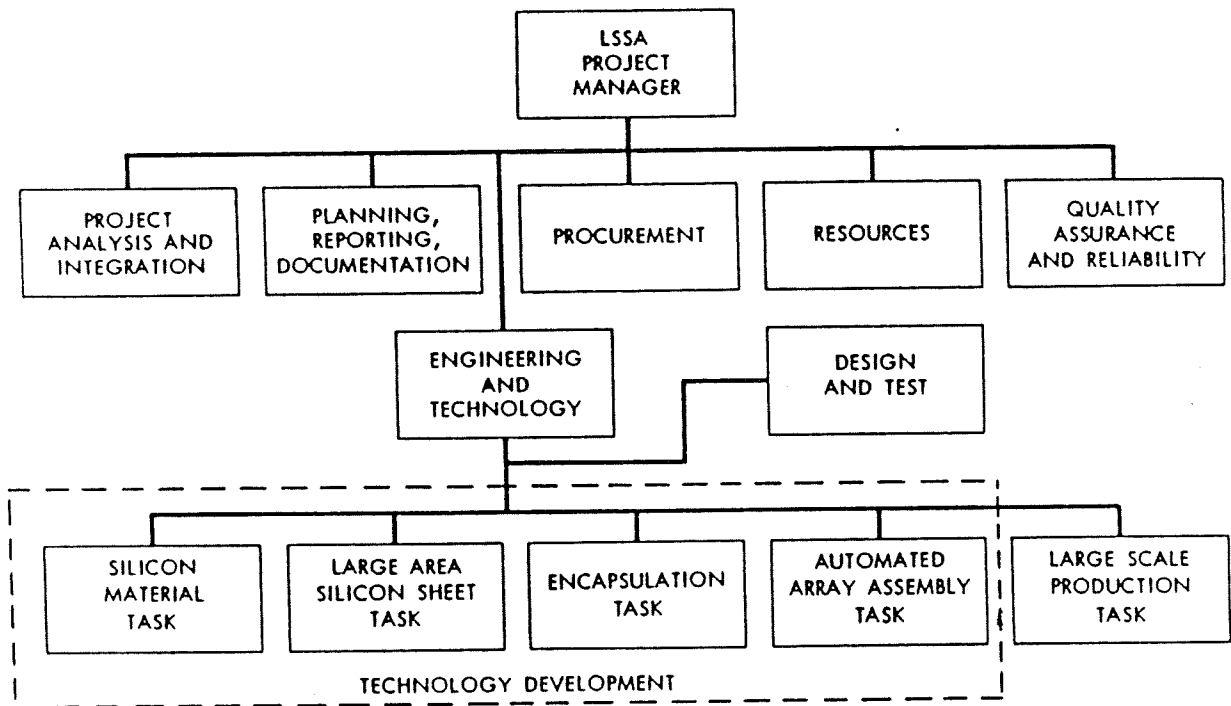 LSSA
PROJECT
MANAGER
PROJECT
ANALYSIS AND
INTEGRATION
PLANNING,
REPORTING,
DOCUMENTATION
PROCUREMENT
RESOURCES
QUALITY
ASSURANCE
AND RELIABILITY
ENGINEERING
AND
TECHNOLOGY
DESIGN
AND TEST
SILICON
MATERIAL
TASK
LARGE AREA
SILICON SHEET
TASK
ENCAPSULATION
TASK
AUTOMATED
ARRAY ASSEMBLY
TASK
LARGE SCALE
PRODUCTION
TASK
TECHNOLOGY DEVELOPMENT